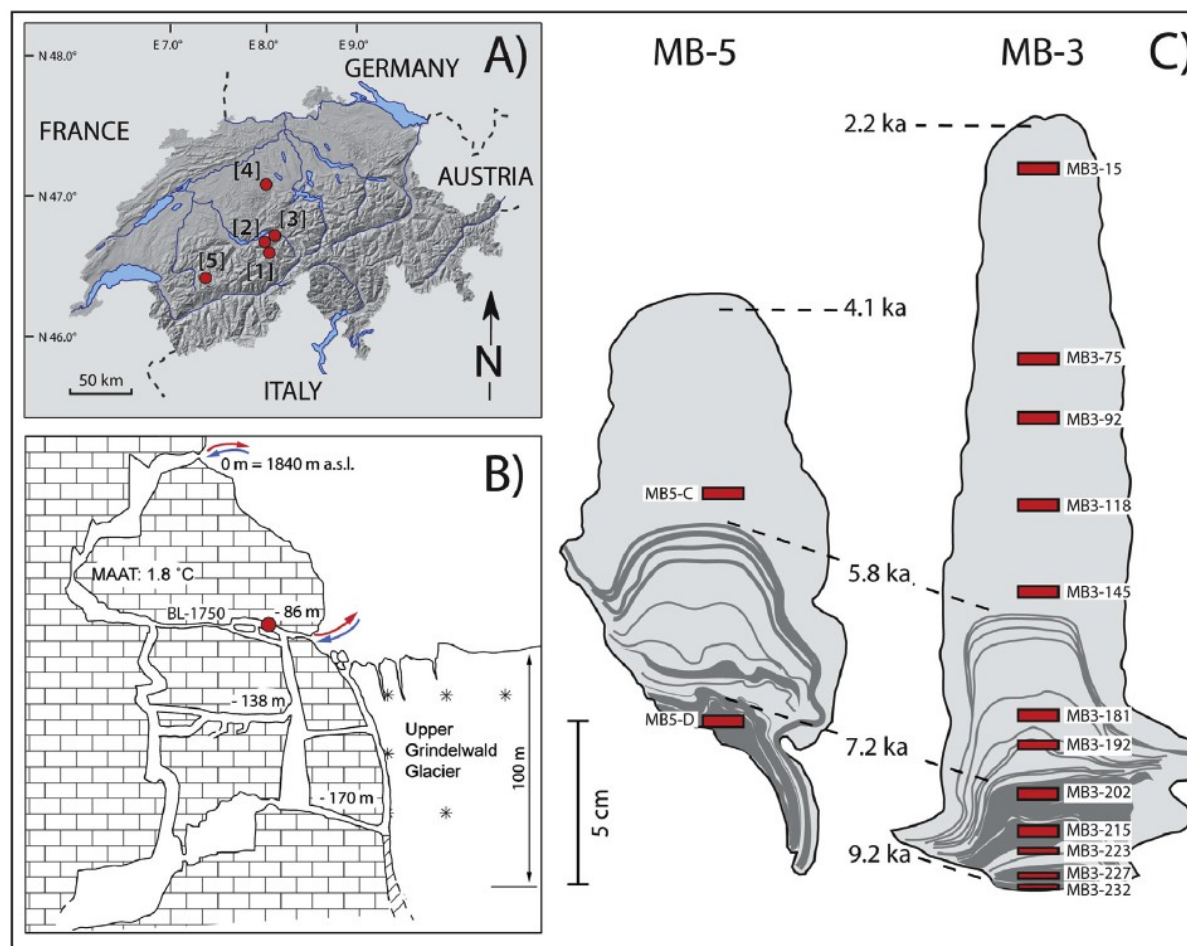 A)
E 7.0°
E 8.0°
E 9.0°
N 48.0°
N 47.0°
N 46.0°
GERMANY
FRANCE
AUSTRIA
ITALY
[4]
[3]
[2]
[1]
[5]
50 km
N
B)
0 m = 1840 m a.s.l.
MAAT: 1.8 °C
BL-1750
- 86 m
- 138 m
- 170 m
Upper
Grindelwald
Glacier
100 m
C)
MB-5
MB-3
2.2 ka
4.1 ka
5.8 ka
7.2 ka
9.2 ka
5 cm
MB5-C
MB5-D
MB3-15
MB3-75
MB3-92
MB3-118
MB3-145
MB3-181
MB3-192
MB3-202
MB3-215
MB3-223
MB3-227
MB3-232